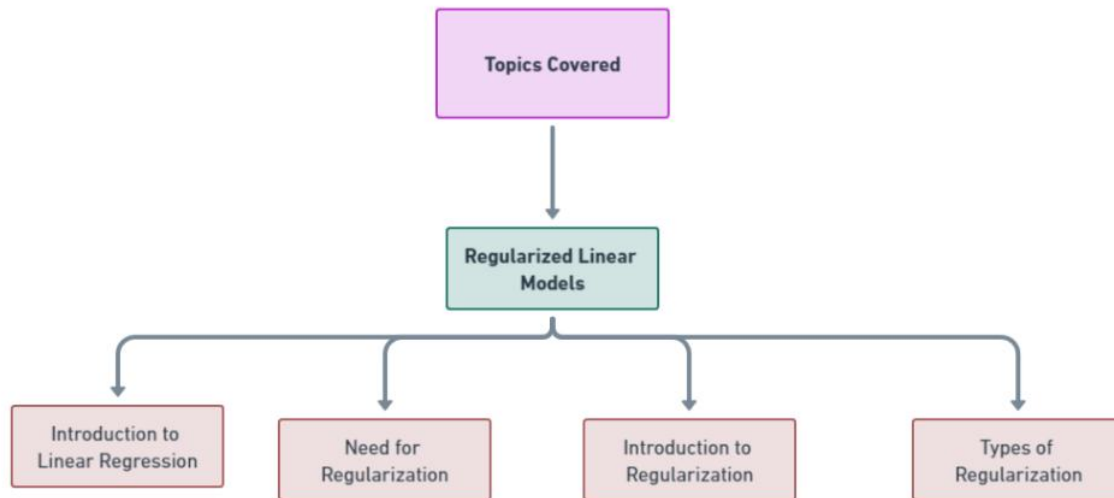 Topics Covered
Regularized Linear
Models
Introduction to
Linear Regression
Need for
Regularization
Introduction to
Regularization
Types of
Regularization